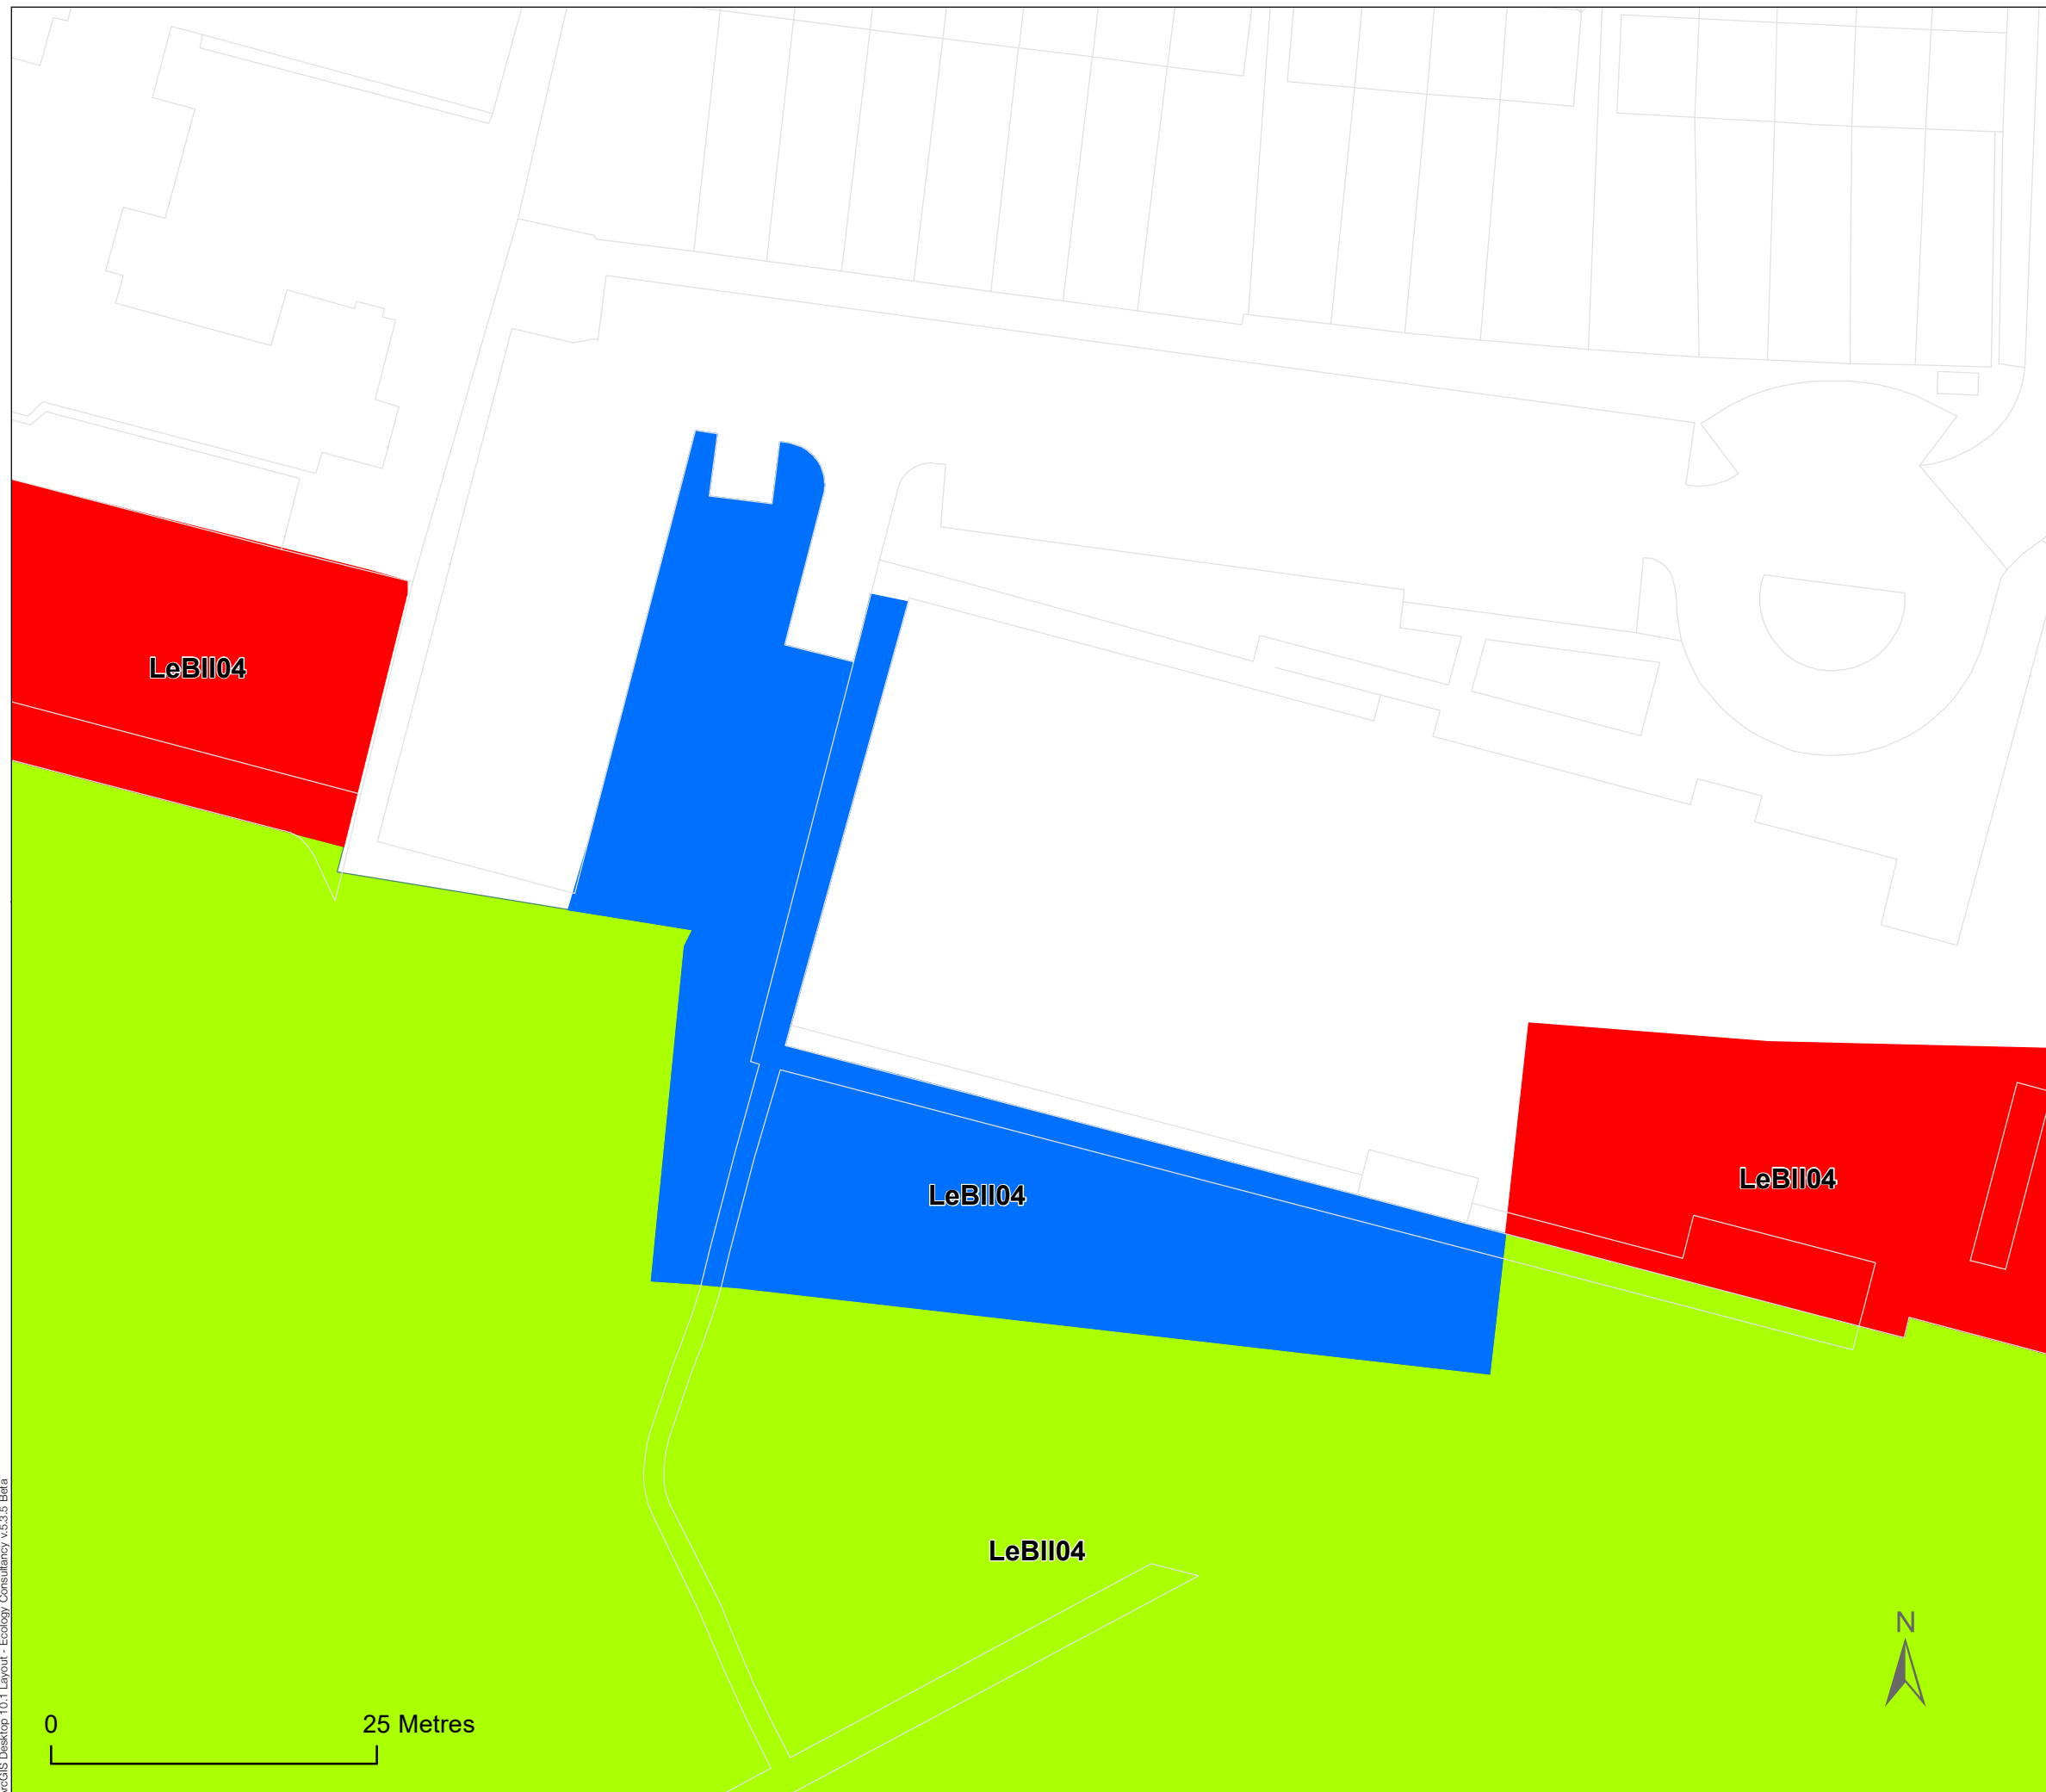 LeBII04
LeBII04
LeBII04
LeBII04
N
0 25 Metres
ArcGIS Desktop 10.1 Layout - Ecology Consultancy v.5.3.5 Beta